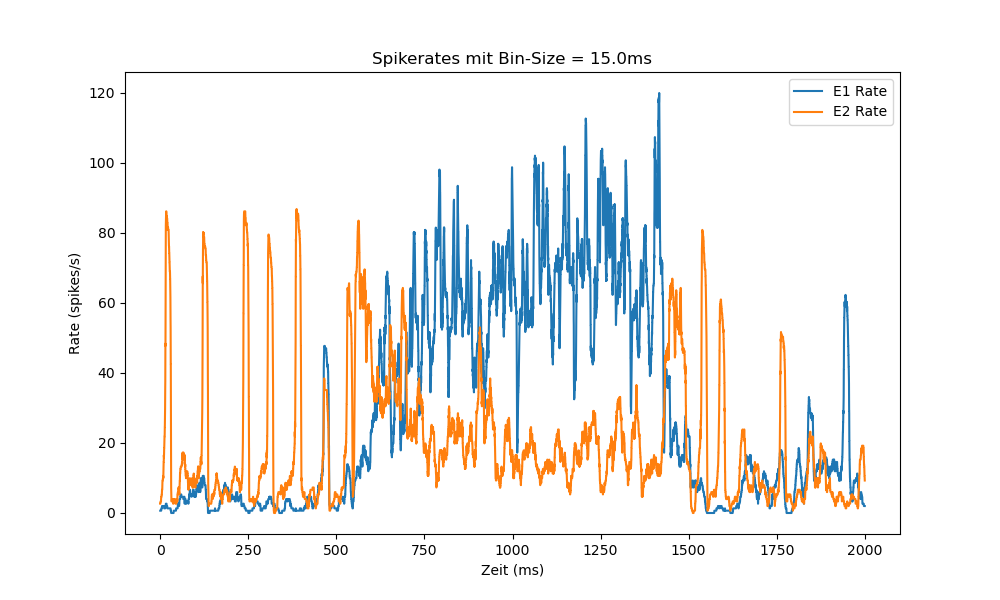 Spikerates mit Bin-Size = 15.0ms
E1 Rate
E2 Rate
120
100
80
60
40
20
0
Rate (spikes/s)
0 250 500 750 1000 1250 1500 1750 2000
Zeit (ms)